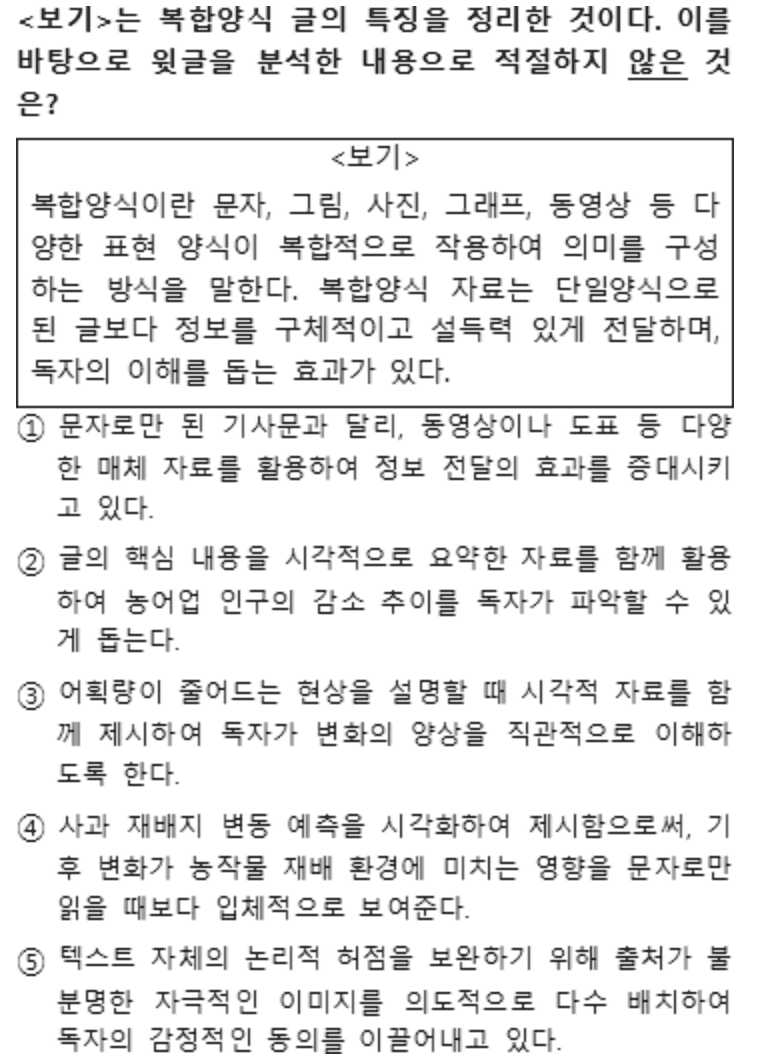 <보기>는 복합양식 글의 특징을 정리한 것이다. 이를
바탕으로 윗글을 분석한 내용으로 적절하지 않은 것
은?
<보기>
복합양식이란 문자, 그림, 사진, 그래프, 동영상 등 다
양한 표현 양식이 복합적으로 작용하여 의미를 구성
하는 방식을 말한다. 복합양식 자료는 단일양식으로
된 글보다 정보를 구체적이고 설득력 있게 전달하며,
독자의 이해를 돕는 효과가 있다.
① 문자로만 된 기사문과 달리, 동영상이나 도표 등 다양
한 매체 자료를 활용하여 정보 전달의 효과를 증대시키
고 있다.
② 글의 핵심 내용을 시각적으로 요약한 자료를 함께 활용
하여 농어업 인구의 감소 추이를 독자가 파악할 수 있
게 돕는다.
③ 어획량이 줄어드는 현상을 설명할 때 시각적 자료를 함
께 제시하여 독자가 변화의 양상을 직관적으로 이해하
도록 한다.
④ 사과 재배지 변동 예측을 시각화하여 제시함으로써, 기
후 변화가 농작물 재배 환경에 미치는 영향을 문자로만
읽을 때보다 입체적으로 보여준다.
⑤ 텍스트 자체의 논리적 허점을 보완하기 위해 출처가 불
분명한 자극적인 이미지를 의도적으로 다수 배치하여
독자의 감정적인 동의를 이끌어내고 있다.